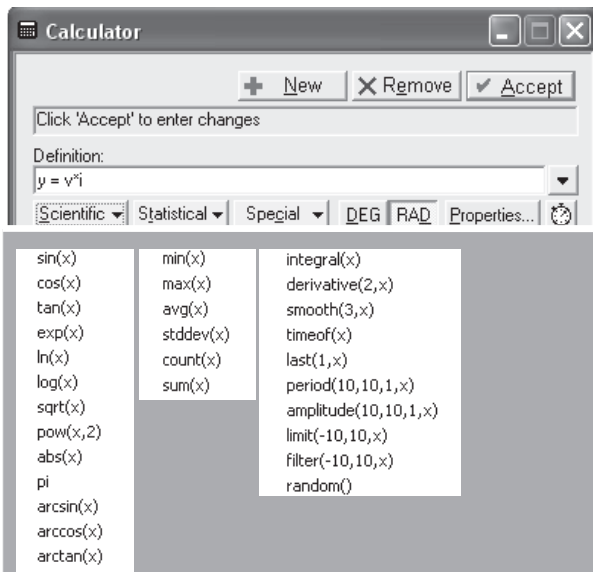 Calculator
New Remove Accept
Click 'Accept' to enter changes
Definition:
y = v*i
Scientific Statistical Special DEG RAD Properties...
sin(x)
cos(x)
tan(x)
exp(x)
ln(x)
log(x)
sqrt(x)
pow(x,2)
abs(x)
pi
arcsin(x)
arccos(x)
arctan(x)
min(x)
max(x)
avg(x)
stddev(x)
count(x)
sum(x)
integral(x)
derivative(2,x)
smooth(3,x)
timeof(x)
last(1,x)
period(10,10,1,x)
amplitude(10,10,1,x)
limit(-10,10,x)
filter(-10,10,x)
random()